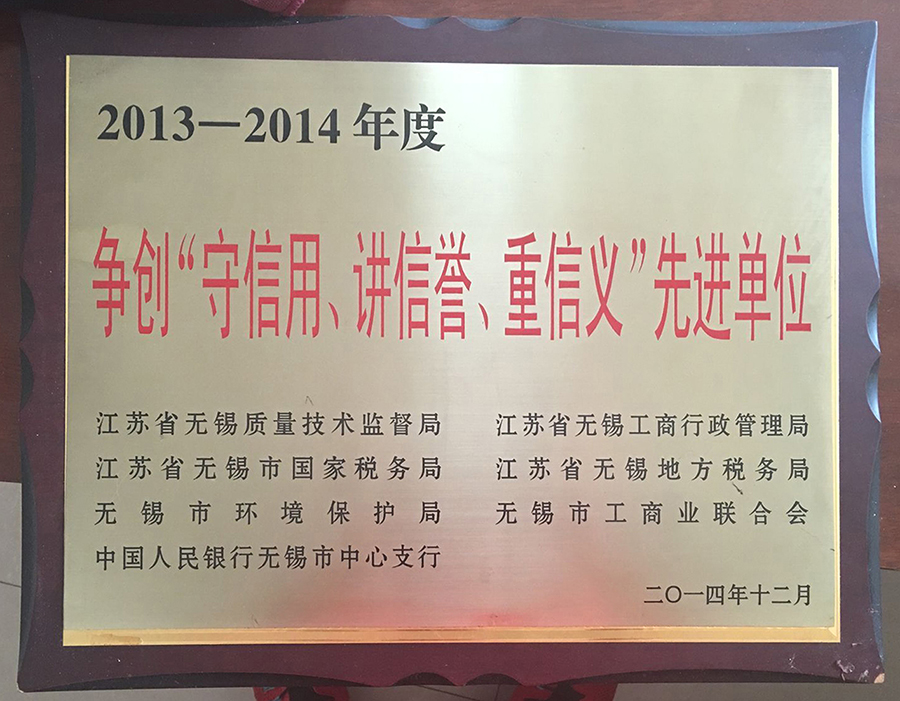 2013—2014年度
争创“守信用、讲信誉、重信义”先进单位
江苏省无锡质量技术监督局 江苏省无锡工商行政管理局
江苏省无锡市国家税务局 江苏省无锡地方税务局
无锡市环境保护局 无锡市工商业联合会
中国人民银行无锡市中心支行
二〇一四年十二月